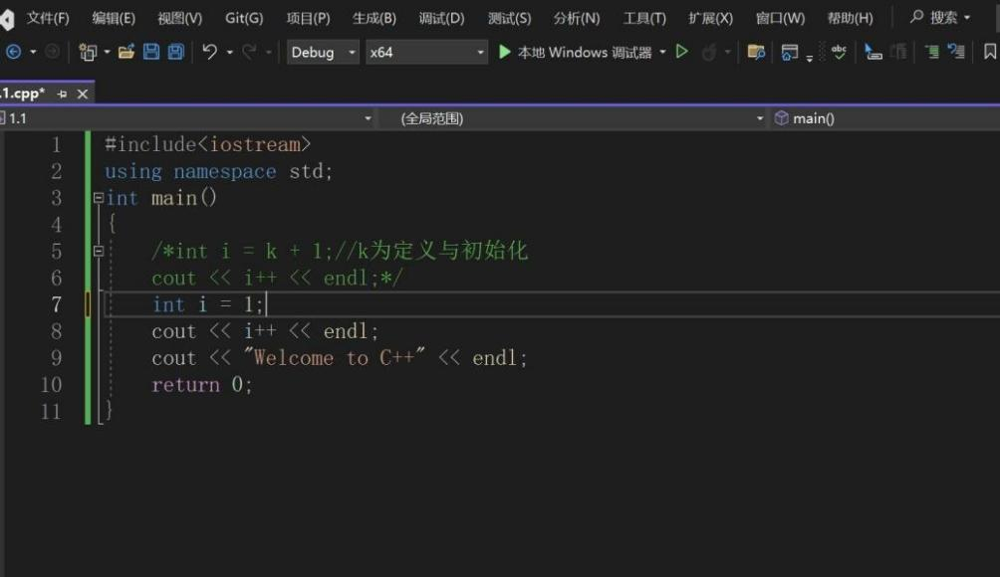 文件(F) 编辑(E) 视图(V) Git(G) 项目(P) 生成(B) 调试(D) 测试(S) 分析(N) 工具(T) 扩展(X) 窗口(W) 帮助(H) 搜索
Debug x64 本地 Windows 调试器
.1.cpp*
1.1 (全局范围) main()
1 #include<iostream>
2 using namespace std;
3 int main()
4 {
5 /*int i = k + 1;//k为定义与初始化
6 cout << i++ << endl;*/
7 int i = 1;
8 cout << i++ << endl;
9 cout << "Welcome to C++" << endl;
10 return 0;
11 }